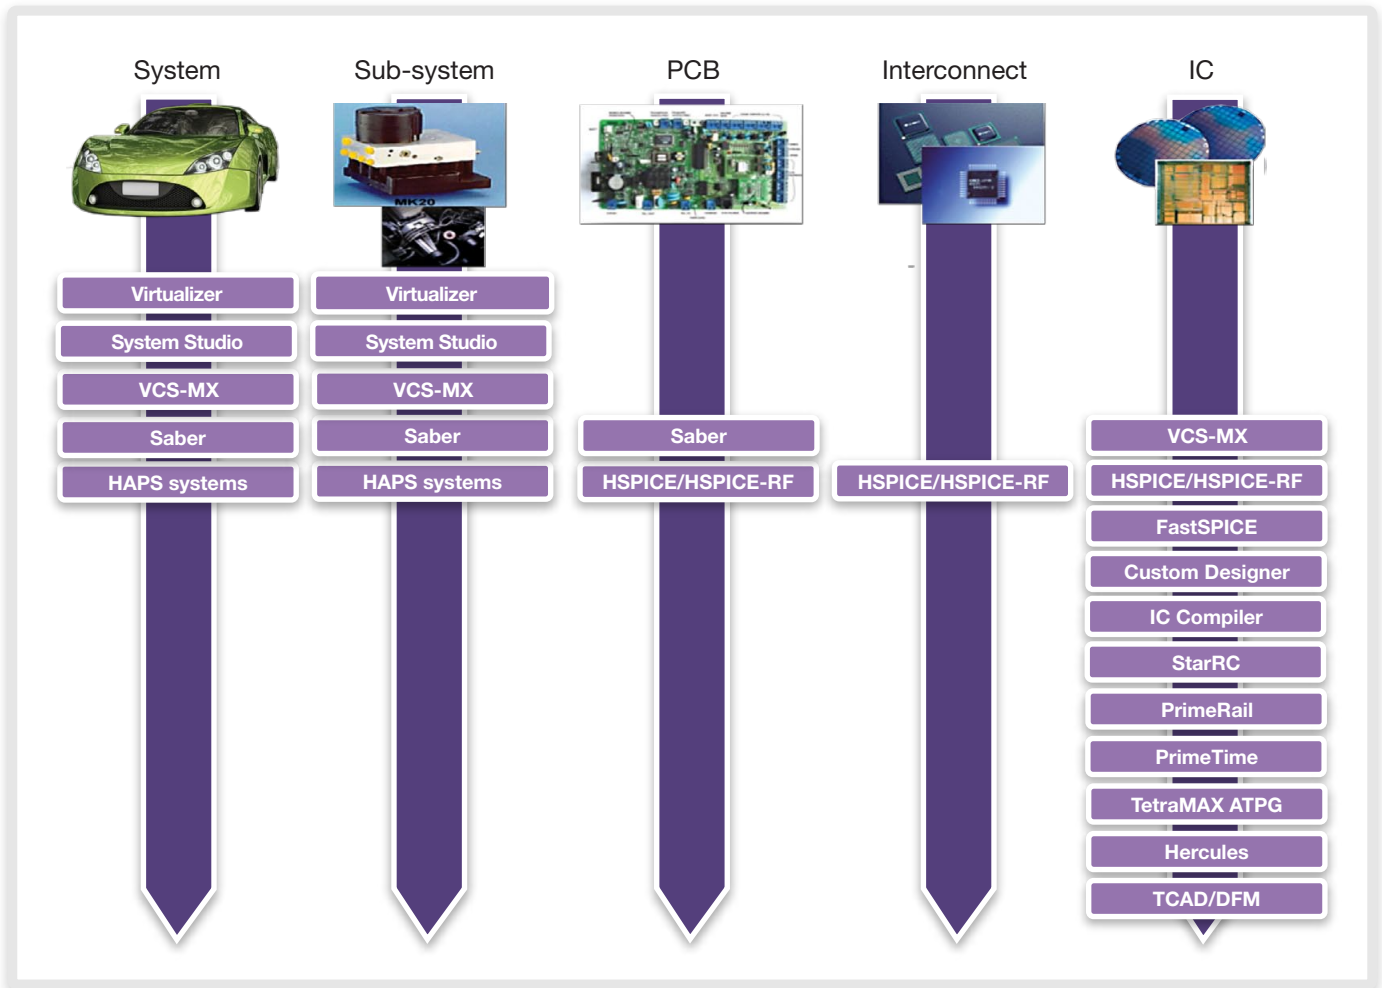 System
Sub-system
PCB
Interconnect
IC
MK20
Virtualizer
System Studio
VCS-MX
Saber
HAPS systems
Virtualizer
System Studio
VCS-MX
Saber
HAPS systems
Saber
HSPICE/HSPICE-RF
HSPICE/HSPICE-RF
VCS-MX
HSPICE/HSPICE-RF
FastSPICE
Custom Designer
IC Compiler
StarRC
PrimeRail
PrimeTime
TetraMAX ATPG
Hercules
TCAD/DFM